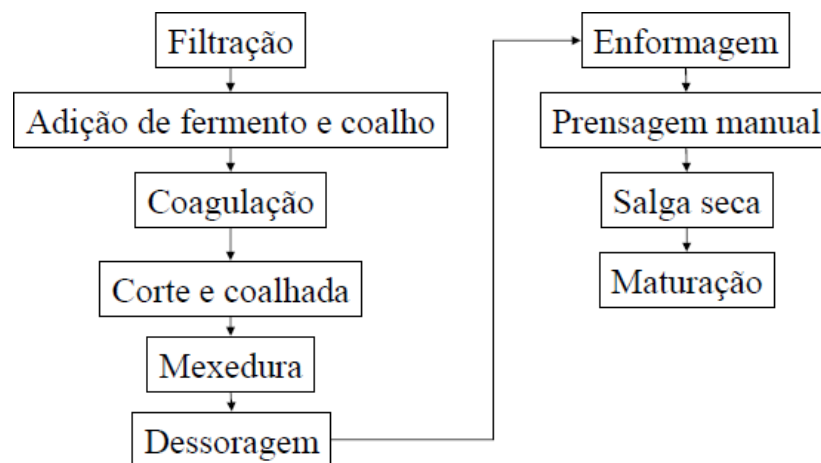 Filtração
Adição de fermento e coalho
Coagulação
Corte e coalhada
Mexedura
Dessoragem
Enformagem
Prensagem manual
Salga seca
Maturação